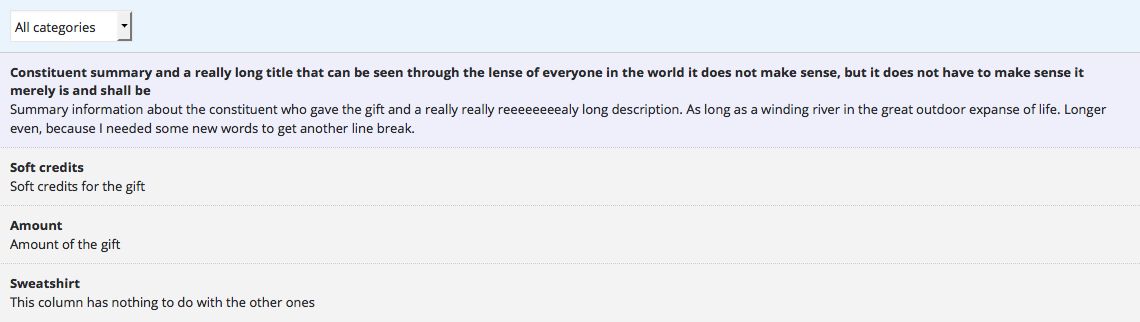 All categories
Constituent summary and a really long title that can be seen through the lense of everyone in the world it does not make sense, but it does not have to make sense it
merely is and shall be
Summary information about the constituent who gave the gift and a really really reeeeeeeealy long description. As long as a winding river in the great outdoor expanse of life. Longer
even, because I needed some new words to get another line break.
Soft credits
Soft credits for the gift
Amount
Amount of the gift
Sweatshirt
This column has nothing to do with the other ones